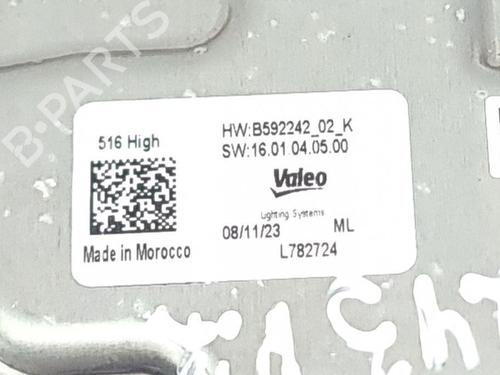 B-PARTS
516 High
HW:B592242_02_K
SW:16.01.04.05.00
Valeo
Lighting Systems
08/11/23 ML
Made in Morocco
L782724